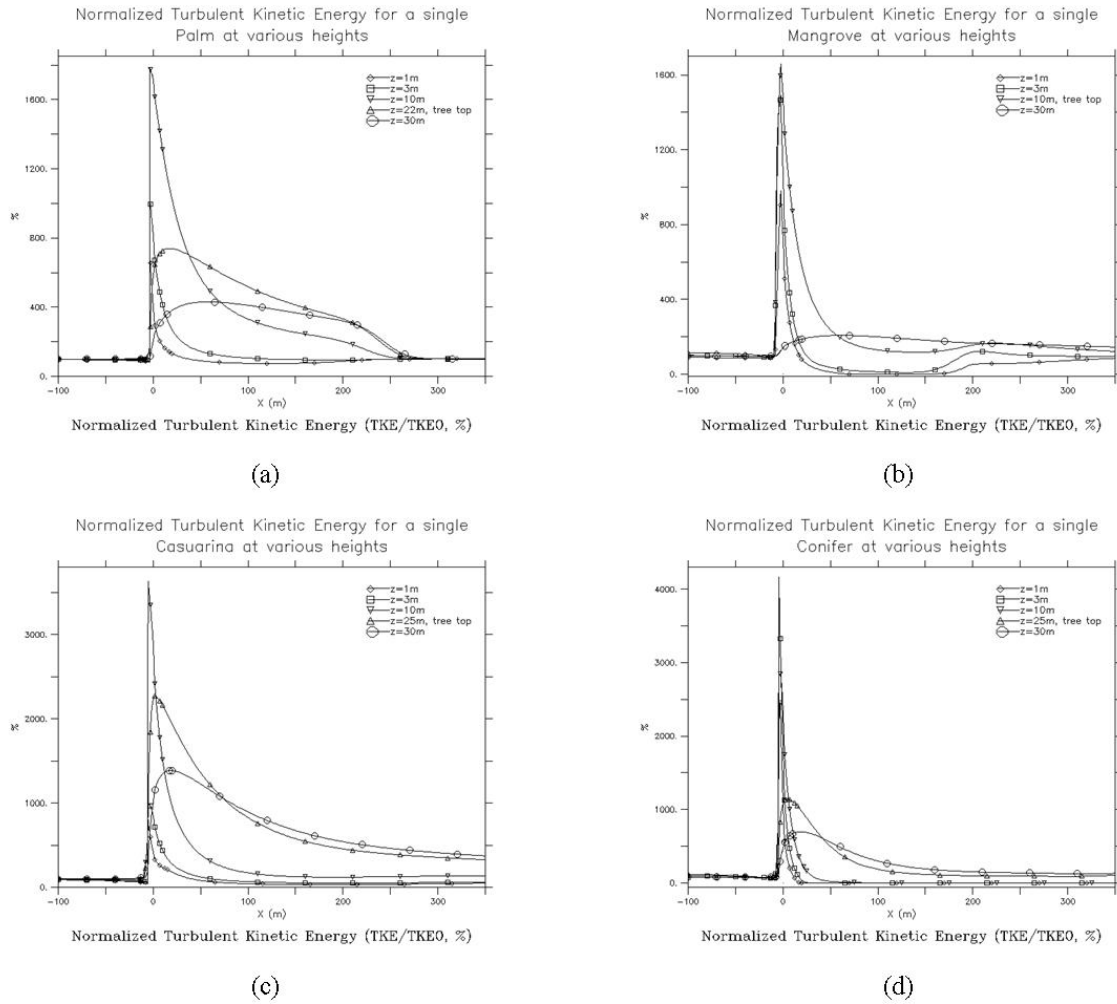 Normalized Turbulent Kinetic Energy for a single
Palm at various heights
z=1m
z=3m
z=10m
z=22m, tree top
z=30m
1600.
1200.
800.
400.
0.
%
-100
0
100
200
300
X (m)
Normalized Turbulent Kinetic Energy (TKE/TKE0, %)
(a)
Normalized Turbulent Kinetic Energy for a single
Mangrove at various heights
z=1m
z=3m
z=10m, tree top
z=30m
1600.
1200.
800.
400.
0.
%
-100
0
100
200
300
X (m)
Normalized Turbulent Kinetic Energy (TKE/TKE0, %)
(b)
Normalized Turbulent Kinetic Energy for a single
Casuarina at various heights
z=1m
z=3m
z=10m
z=25m, tree top
z=30m
3000.
2000.
1000.
0.
%
-100
0
100
200
300
X (m)
Normalized Turbulent Kinetic Energy (TKE/TKE0, %)
(c)
Normalized Turbulent Kinetic Energy for a single
Conifer at various heights
z=1m
z=3m
z=10m
z=25m, tree top
z=30m
4000.
3000.
2000.
1000.
0.
%
-100
0
100
200
300
X (m)
Normalized Turbulent Kinetic Energy (TKE/TKE0, %)
(d)